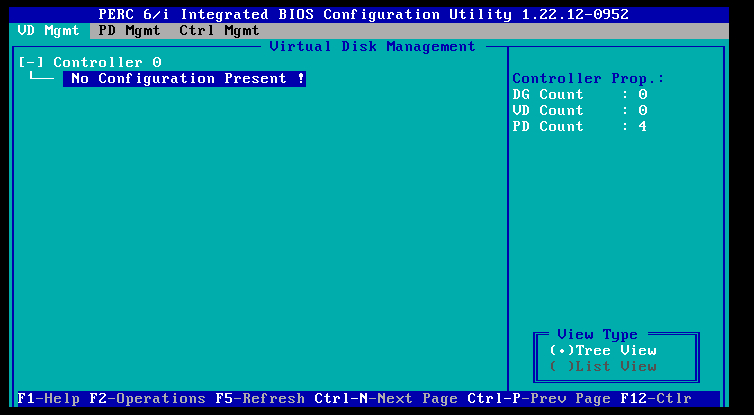 PERC 6/i Integrated BIOS Configuration Utility 1.22.12-0952
VD Mgmt PD Mgmt Ctrl Mgmt
Virtual Disk Management
[-] Controller 0
No Configuration Present !
Controller Prop.:
DG Count : 0
VD Count : 0
PD Count : 4
View Type
(•)Tree View
( )List View
F1-Help F2-Operations F5-Refresh Ctrl-N-Next Page Ctrl-P-Prev Page F12-Ctlr